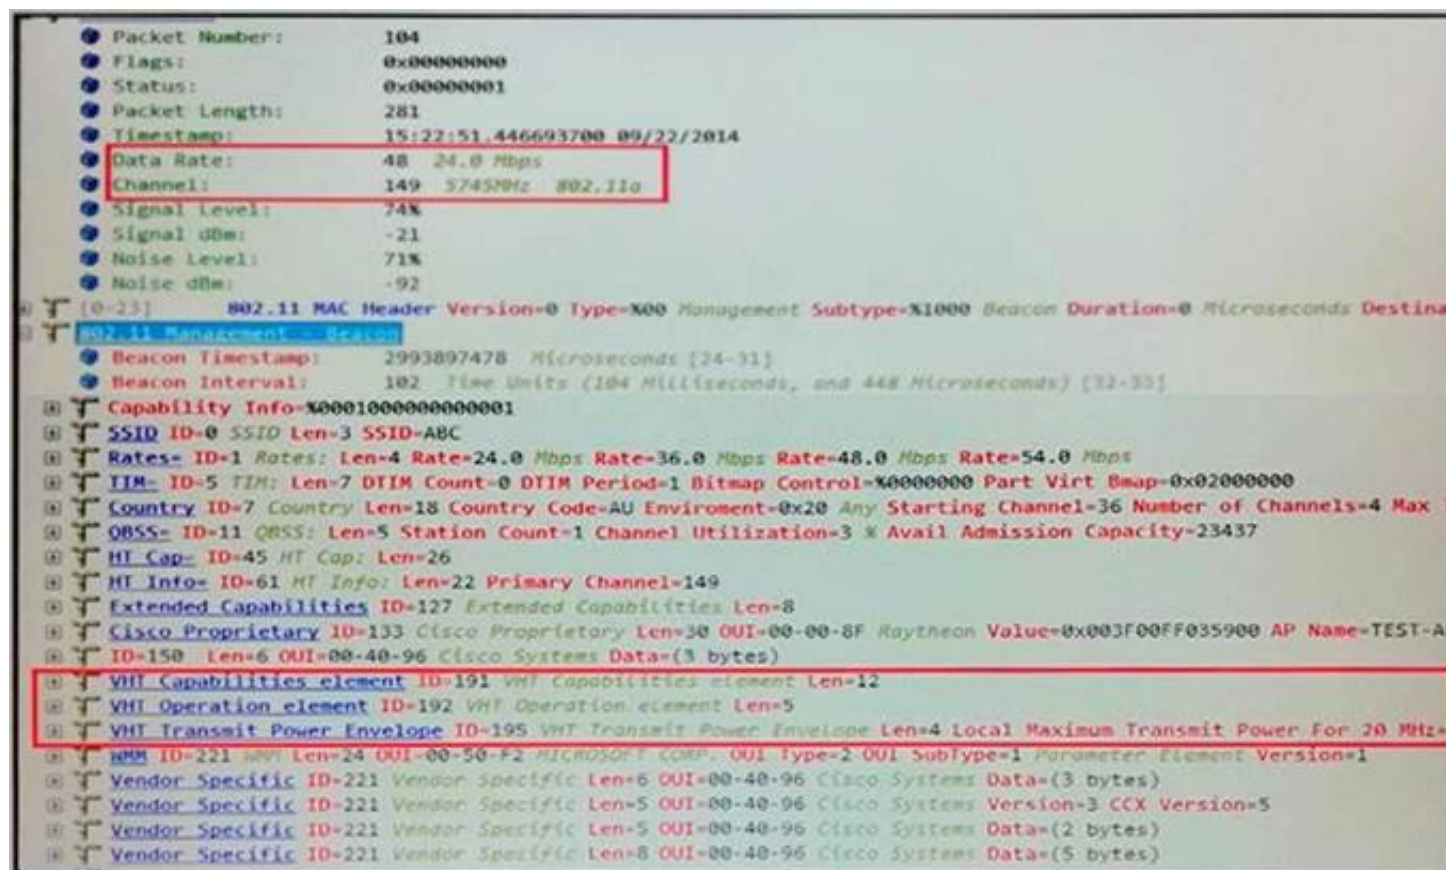 Packet Number: 104
Flags: 0x00000000
Status: 0x00000001
Packet Length: 281
Timestamp: 15:22:51.446693700 09/22/2014
Data Rate: 48 24.0 Mbps
Channel: 149 5745MHz 802.11a
Signal Level: 74%
Signal dBm: -21
Noise Level: 71%
Noise dBm: -92
[0-23] 802.11 MAC Header Version=0 Type=%00 Management Subtype=%1000 Beacon Duration=0 Microseconds Destina
802.11 Management - Beacon
Beacon Timestamp: 2993897478 Microseconds [24-31]
Beacon Interval: 102 Time Units (104 Milliseconds, and 448 Microseconds) [32-33]
Capability Info=%0001000000000001
SSID ID=0 SSID Len=3 SSID=ABC
Rates= ID=1 Rates: Len=4 Rate=24.0 Mbps Rate=36.0 Mbps Rate=48.0 Mbps Rate=54.0 Mbps
TIM= ID=5 TIM: Len=7 DTIM Count=0 DTIM Period=1 Bitmap Control=%0000000 Part Virt Bmap=0x02000000
Country ID=7 Country Len=18 Country Code=AU Enviroment=0x20 Any Starting Channel=36 Number of Channels=4 Max
QBSS= ID=11 QBSS: Len=5 Station Count=1 Channel Utilization=3 % Avail Admission Capacity=23437
HT Cap= ID=45 HT Cap: Len=26
HT Info= ID=61 HT Info: Len=22 Primary Channel=149
Extended Capabilities ID=127 Extended Capabilities Len=8
Cisco Proprietary ID=133 Cisco Proprietary Len=30 OUI=00-00-8F Raytheon Value=0x003F00FF035900 AP Name=TEST-A
ID=150 Len=6 OUI=00-40-96 Cisco Systems Data=(3 bytes)
VHT Capabilities element ID=191 VHT Capabilities element Len=12
VHT Operation element ID=192 VHT Operation element Len=5
VHT Transmit Power Envelope ID=195 VHT Transmit Power Envelope Len=4 Local Maximum Transmit Power For 20 MHz=
WMM ID=221 WMM Len=24 OUI=00-50-F2 MICROSOFT CORP. OUI Type=2 OUI SubType=1 Parameter Element Version=1
Vendor Specific ID=221 Vendor Specific Len=6 OUI=00-40-96 Cisco Systems Data=(3 bytes)
Vendor Specific ID=221 Vendor Specific Len=5 OUI=00-40-96 Cisco Systems Version=3 CCX Version=5
Vendor Specific ID=221 Vendor Specific Len=5 OUI=00-40-96 Cisco Systems Data=(2 bytes)
Vendor Specific ID=221 Vendor Specific Len=8 OUI=00-40-96 Cisco Systems Data=(5 bytes)